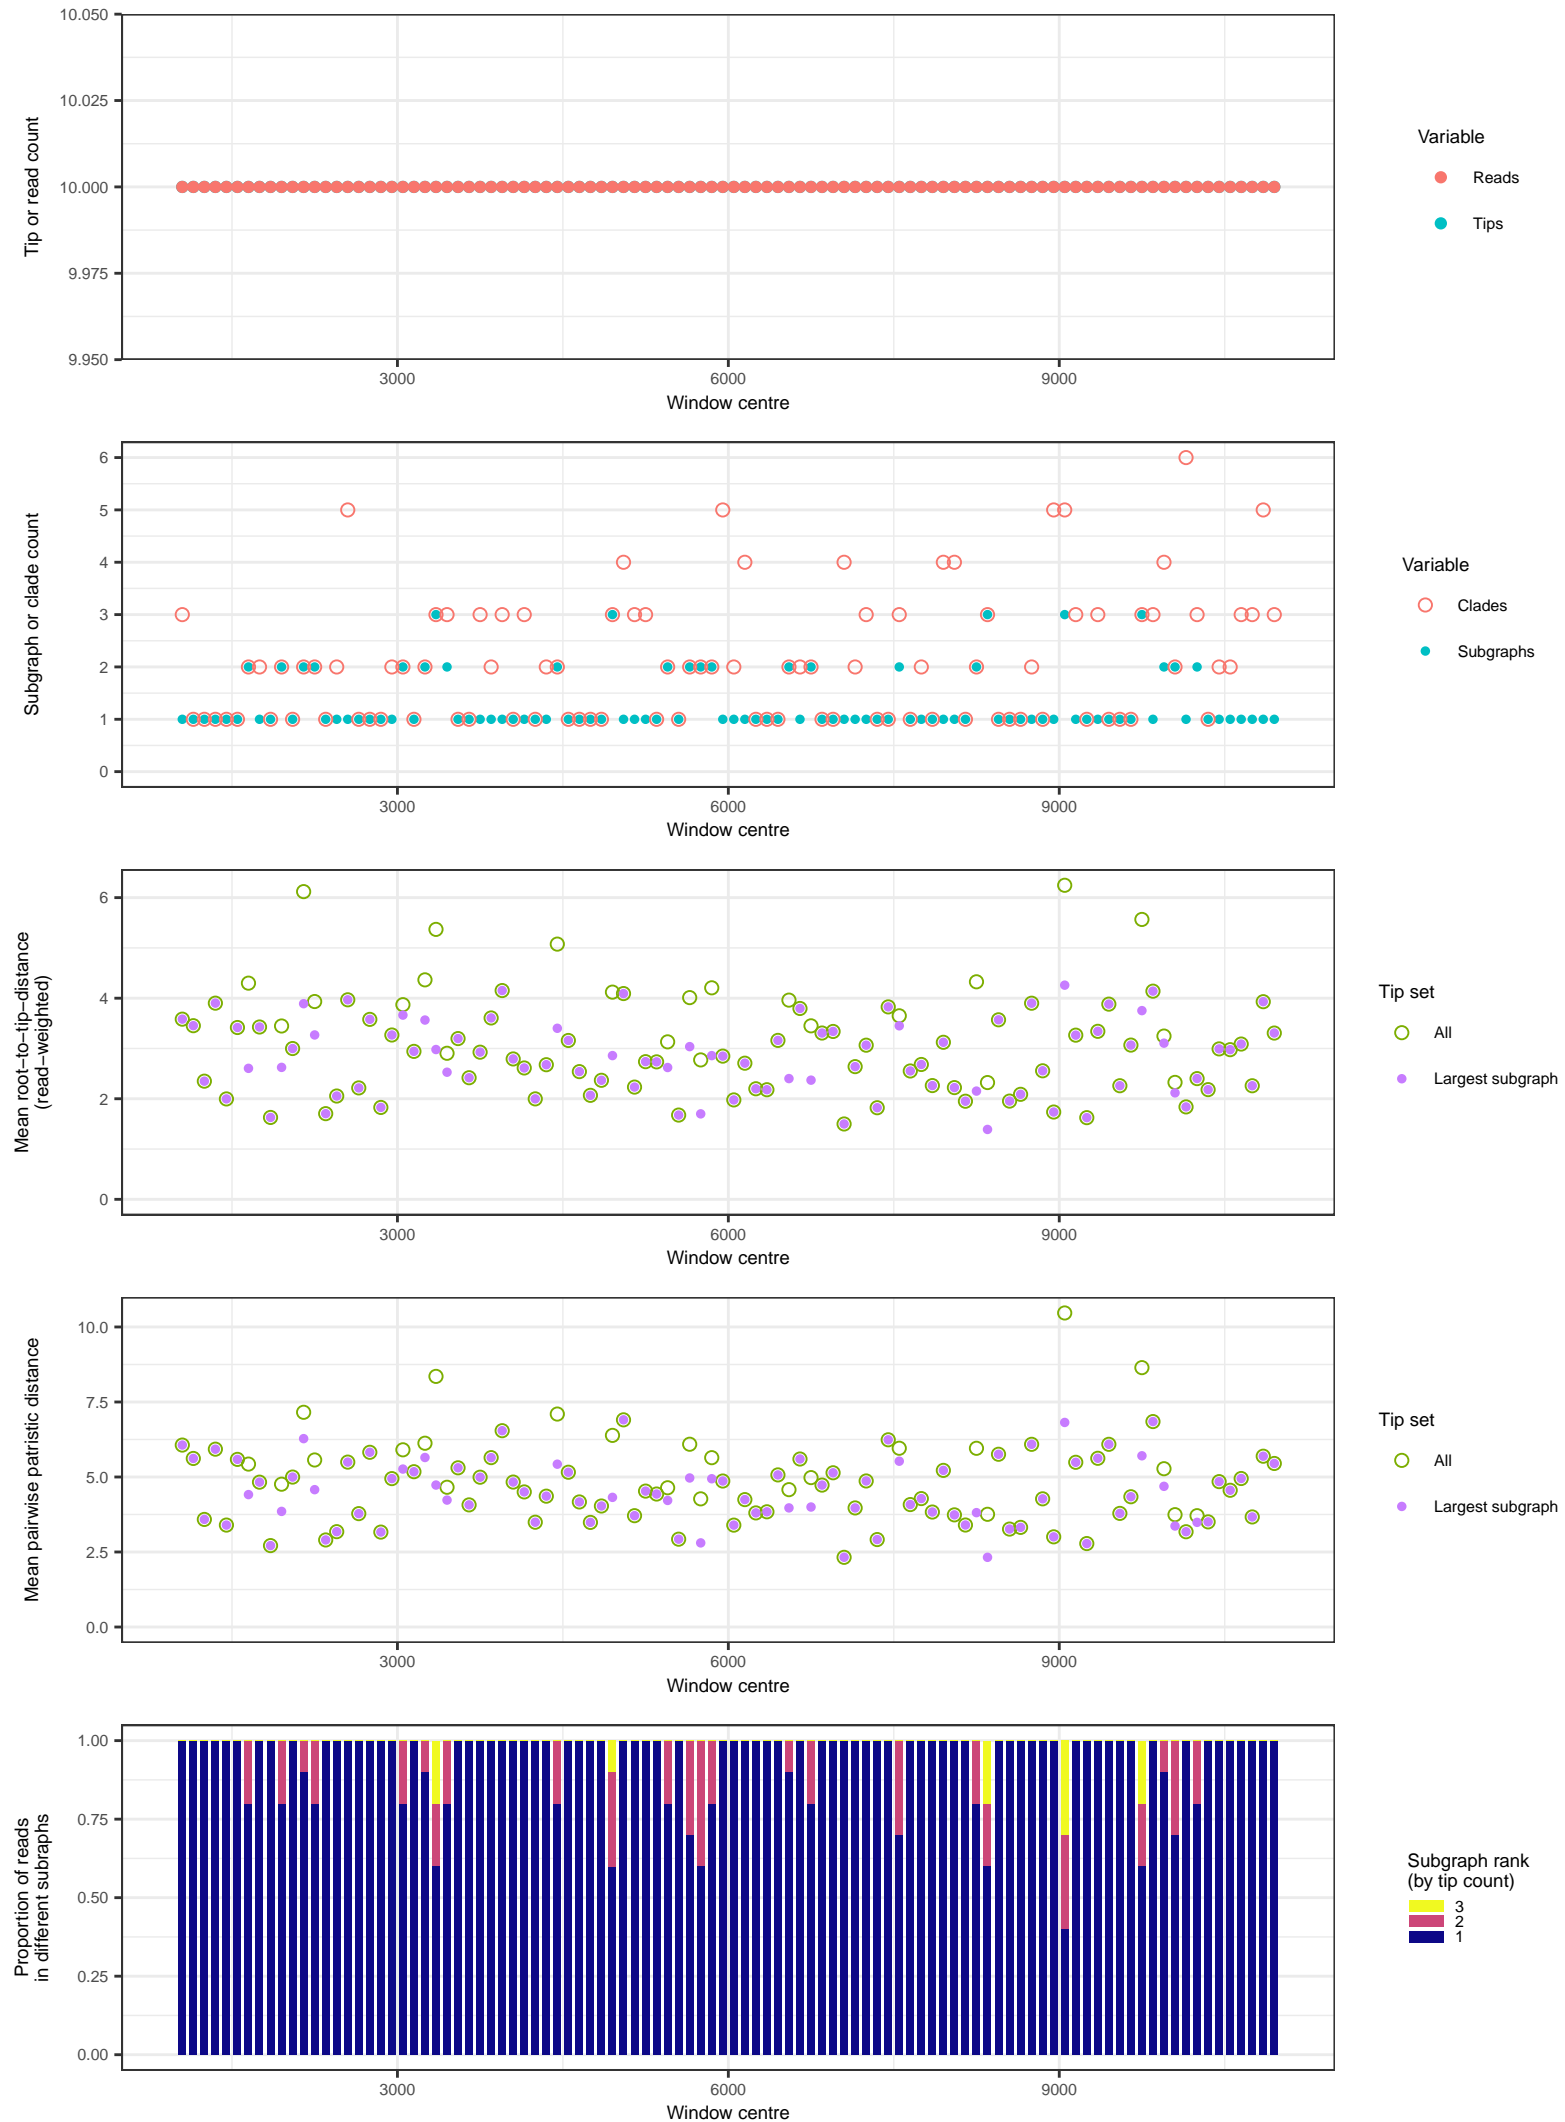 10.050
10.025
10.000
9.975
9.950
Tip or read count
3000
6000
9000
Window centre
Variable
Reads
Tips
6
5
4
3
2
1
0
Subgraph or clade count
3000
6000
9000
Window centre
Variable
Clades
Subgraphs
6
4
2
0
Mean root−to−tip−distance
(read−weighted)
3000
6000
9000
Window centre
Tip set
All
Largest subgraph
10.0
7.5
5.0
2.5
0.0
Mean pairwise patristic distance
3000
6000
9000
Window centre
Tip set
All
Largest subgraph
1.00
0.75
0.50
0.25
0.00
Proportion of reads
in different subraphs
3000
6000
9000
Window centre
Subgraph rank
(by tip count)
3
2
1